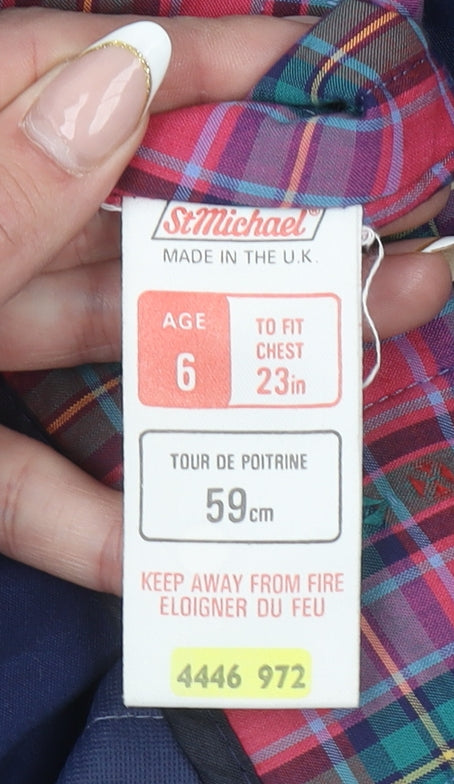 StMichael®
MADE IN THE U.K.
AGE
6
TO FIT
CHEST
23in
TOUR DE POITRINE
59cm
KEEP AWAY FROM FIRE
ELOIGNER DU FEU
4446 972